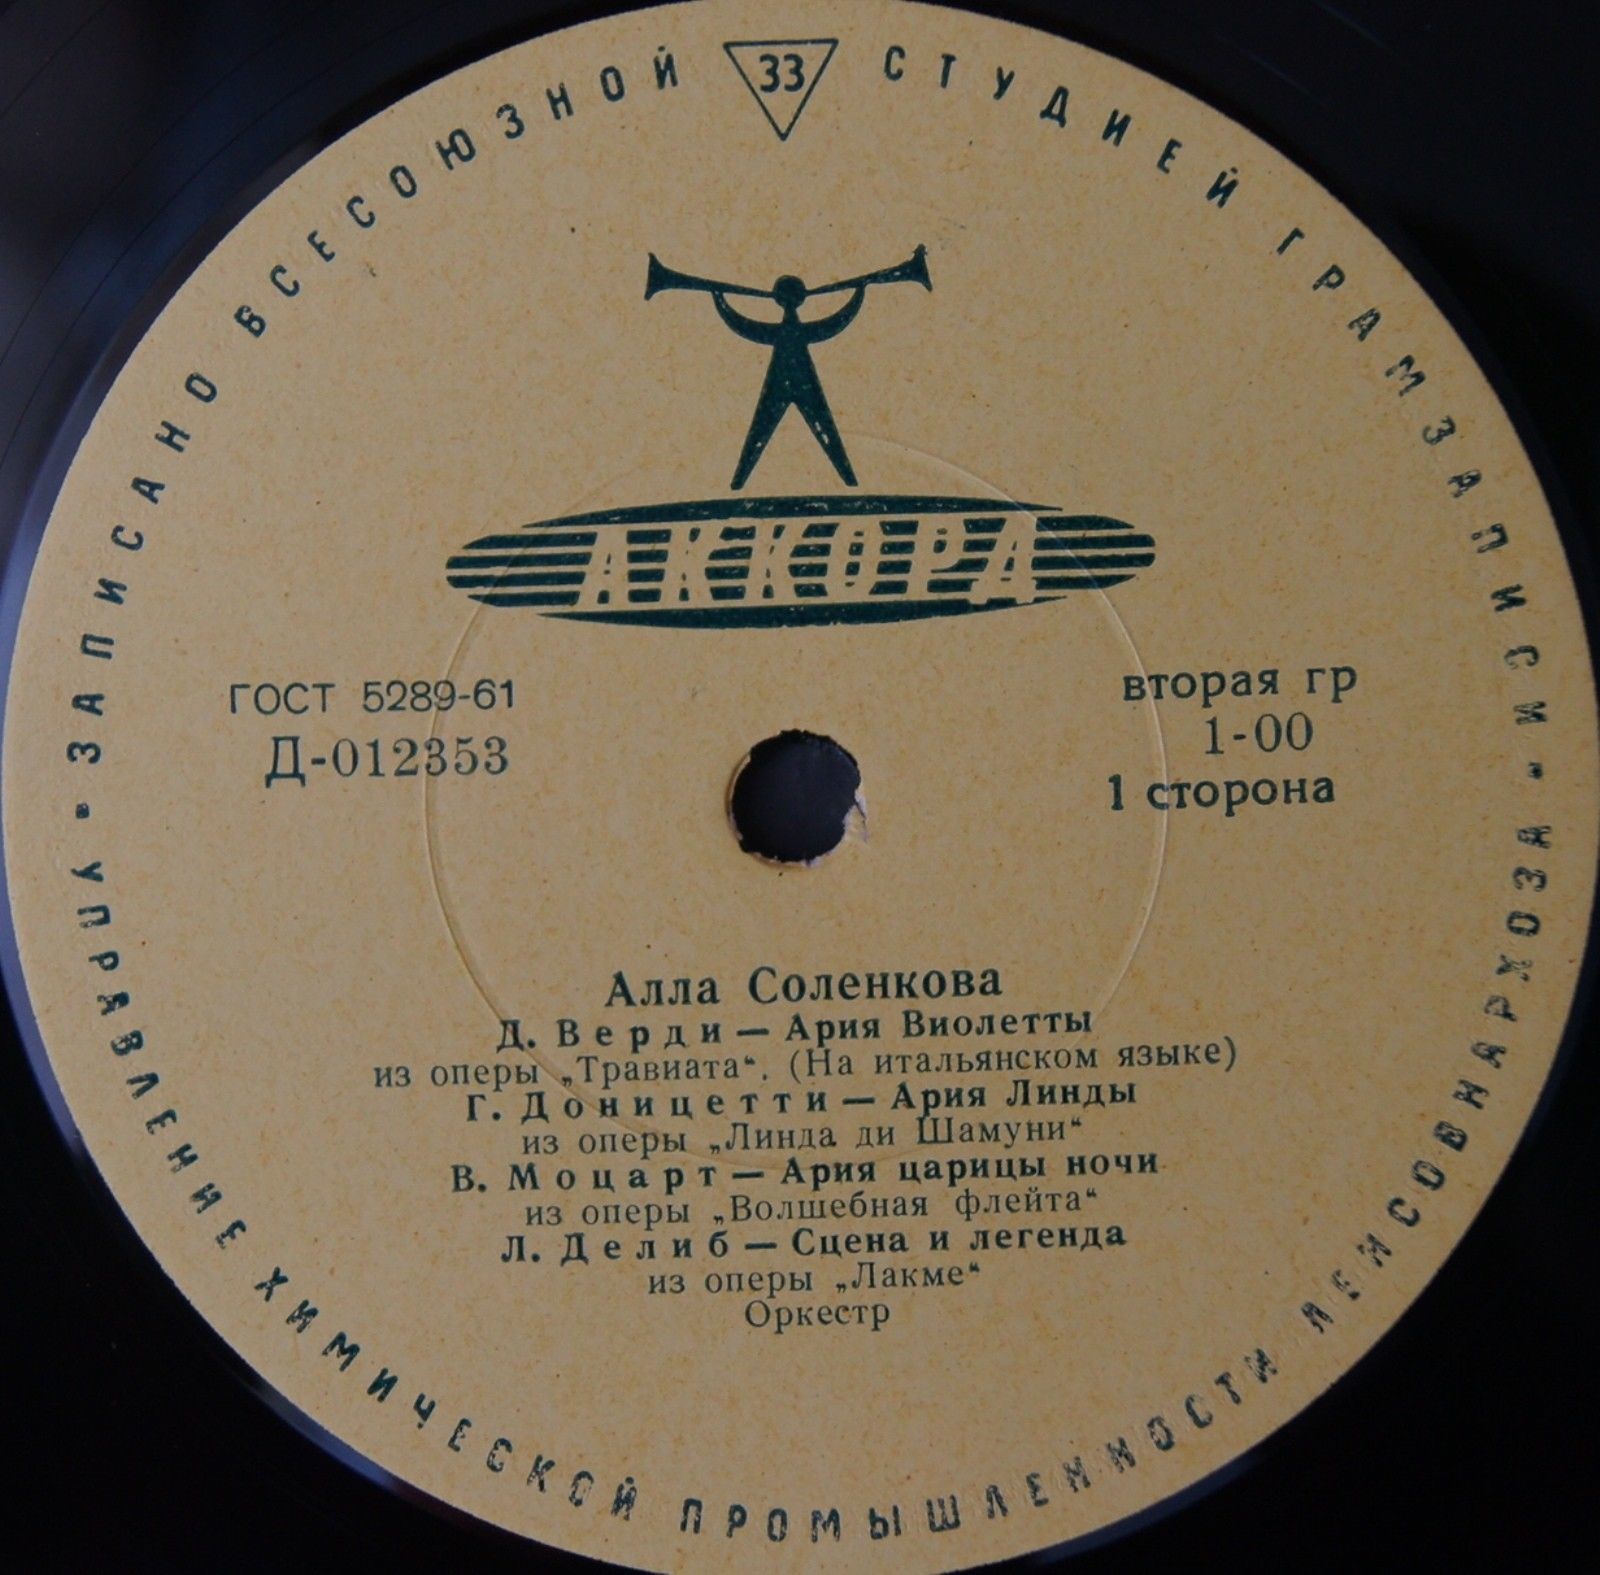 ЗАПИСАНО ВСЕСОЮЗНОЙ СТУДИЕЙ ГРАМЗАПИСИ
33
АККОРД
ГОСТ 5289-61
Д-012353
вторая гр
1-00
1 сторона
Алла Соленкова
Д. Верди — Ария Виолетты
из оперы „Травиата“. (На итальянском языке)
Г. Доницетти — Ария Линды
из оперы „Линда ди Шамуни“
В. Моцарт — Ария царицы ночи
из оперы „Волшебная флейта“
Л. Делиб — Сцена и легенда
из оперы „Лакме“
Оркестр
УПРАВЛЕНИЕ ХИМИЧЕСКОЙ ПРОМЫШЛЕННОСТИ ЛЕНСОВНАРХОЗА